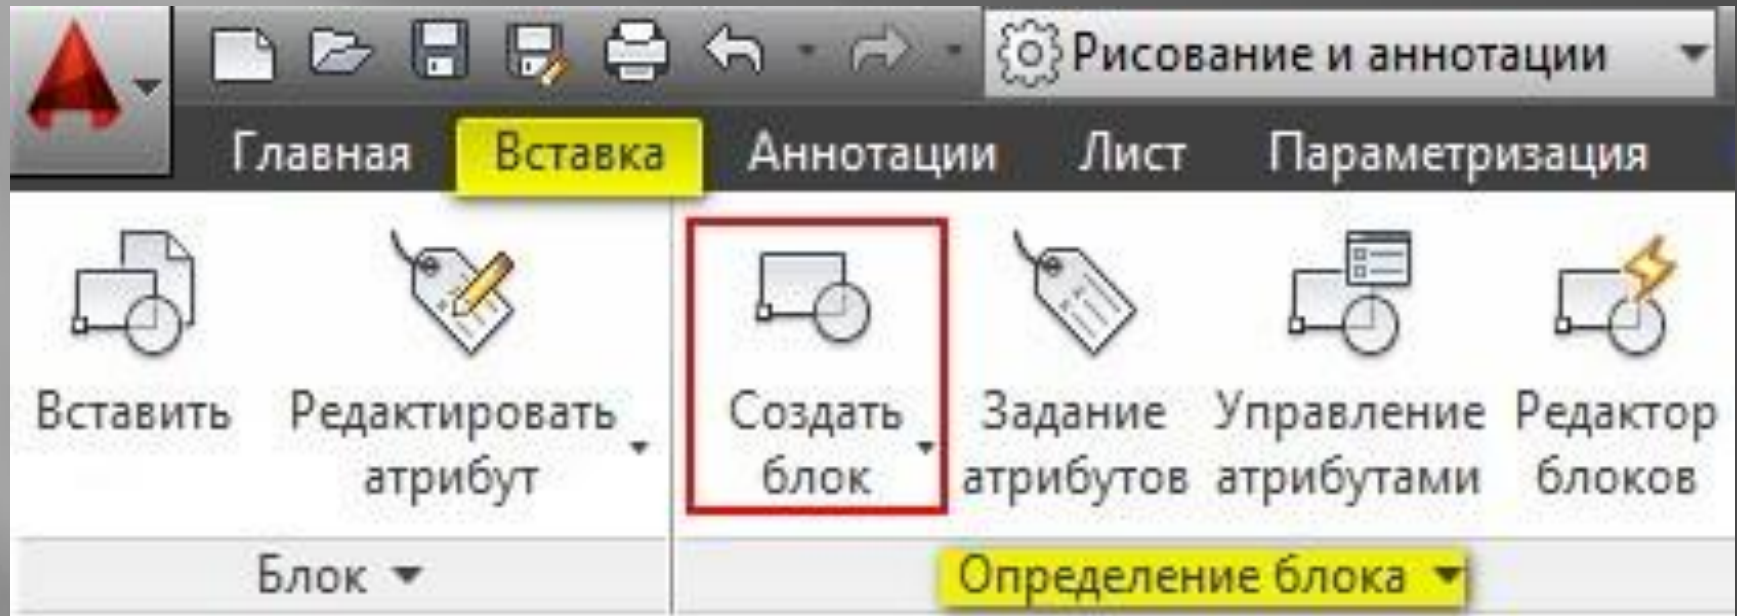 Рисование и аннотации
Главная Вставка Аннотации Лист Параметризация
Вставить Редактировать атрибут Создать блок Задание атрибутов Управление атрибутами Редактор блоков
Блок Определение блока